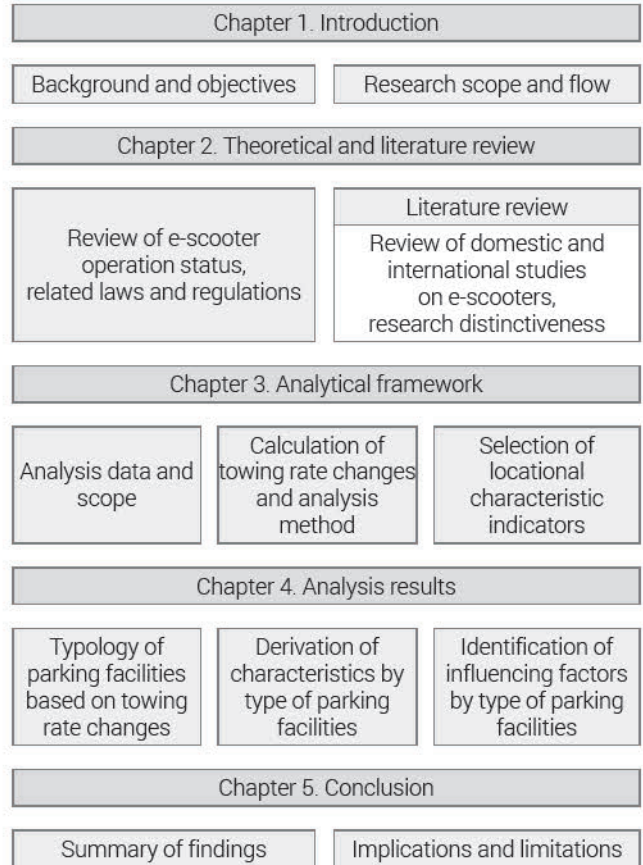 Chapter 1. Introduction
Background and objectives
Research scope and flow
Chapter 2. Theoretical and literature review
Review of e-scooter
operation status,
related laws and regulations
Literature review
Review of domestic and
international studies
on e-scooters,
research distinctiveness
Chapter 3. Analytical framework
Analysis data and
scope
Calculation of
towing rate changes
and analysis
method
Selection of
locational
characteristic
indicators
Chapter 4. Analysis results
Typology of
parking facilities
based on towing
rate changes
Derivation of
characteristics by
type of parking
facilities
Identification of
influencing factors
by type of parking
facilities
Chapter 5. Conclusion
Summary of findings
Implications and limitations